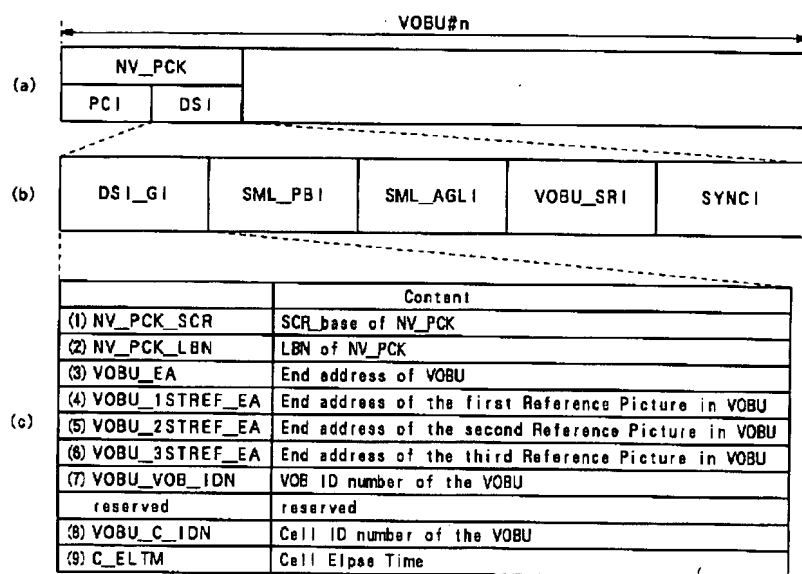 VOBU#n
(a)
NV_PCK
PCI DSI
(b)
DSI_GI SML_PBI SML_AGLI VOBU_SRI SYNCI
(c)
Content
(1) NV_PCK_SCR SCR_base of NV_PCK
(2) NV_PCK_LBN LBN of NV_PCK
(3) VOBU_EA End address of VOBU
(4) VOBU_1STREF_EA End address of the first Reference Picture in VOBU
(5) VOBU_2STREF_EA End address of the second Reference Picture in VOBU
(6) VOBU_3STREF_EA End address of the third Reference Picture in VOBU
(7) VOBU_VOB_IDN VOB ID number of the VOBU
reserved reserved
(8) VOBU_C_IDN Cell ID number of the VOBU
(9) C_ELTM Cell Elpse Time